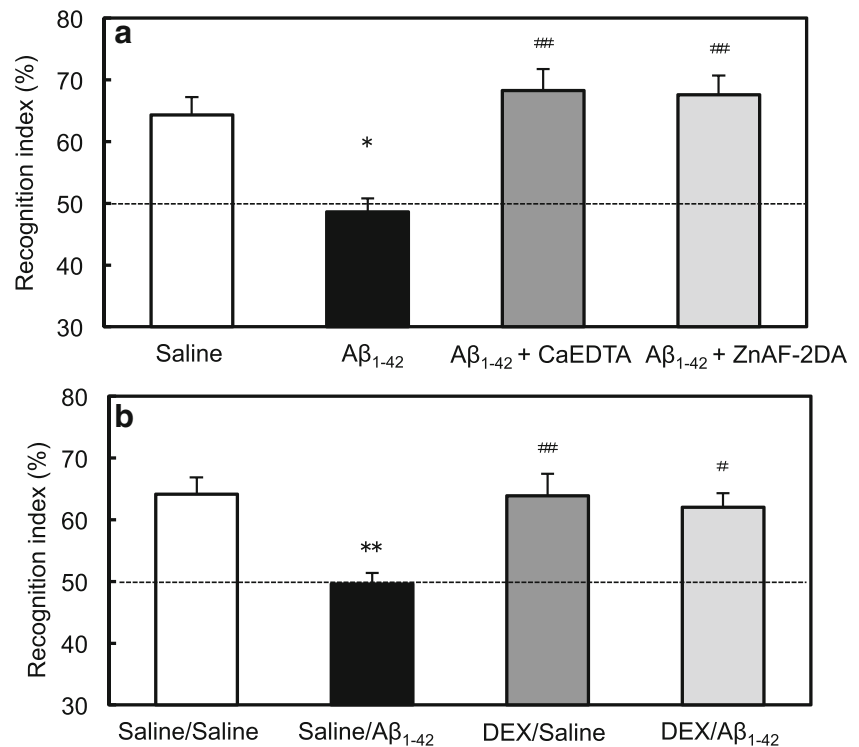 a
80
70
60
50
40
30
Recognition index (%)
*
##
##
Saline
Aβ1-42
Aβ1-42 + CaEDTA
Aβ1-42 + ZnAF-2DA
b
80
70
60
50
40
30
Recognition index (%)
**
##
#
Saline/Saline
Saline/Aβ1-42
DEX/Saline
DEX/Aβ1-42